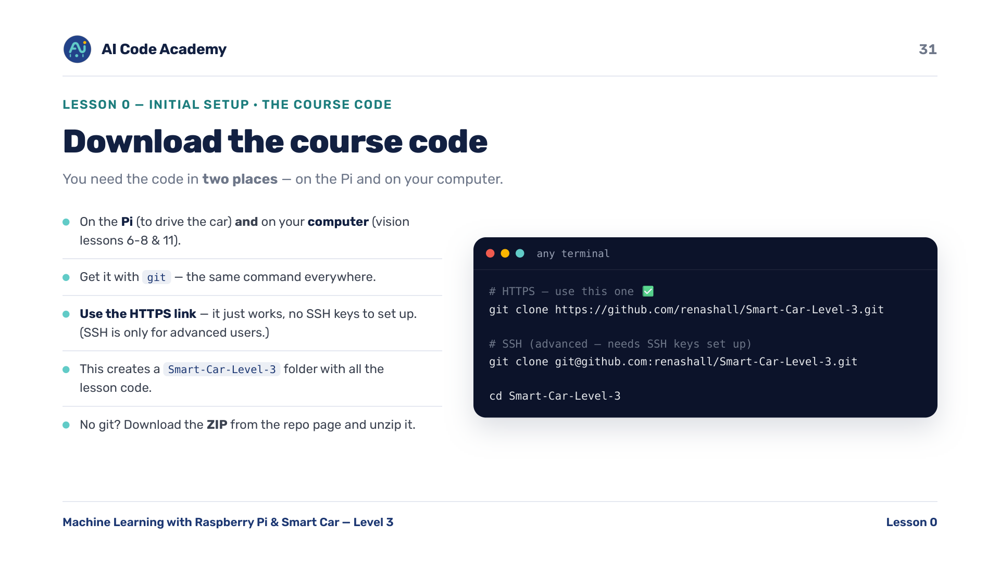 AI Code Academy
31
LESSON 0 — INITIAL SETUP · THE COURSE CODE
Download the course code
You need the code in two places — on the Pi and on your computer.
On the Pi (to drive the car) and on your computer (vision
lessons 6-8 & 11).
Get it with git — the same command everywhere.
Use the HTTPS link — it just works, no SSH keys to set up.
(SSH is only for advanced users.)
This creates a Smart-Car-Level-3 folder with all the
lesson code.
No git? Download the ZIP from the repo page and unzip it.
any terminal
# HTTPS — use this one ✅
git clone https://github.com/renashall/Smart-Car-Level-3.git
# SSH (advanced — needs SSH keys set up)
git clone git@github.com:renashall/Smart-Car-Level-3.git
cd Smart-Car-Level-3
Machine Learning with Raspberry Pi & Smart Car — Level 3
Lesson 0